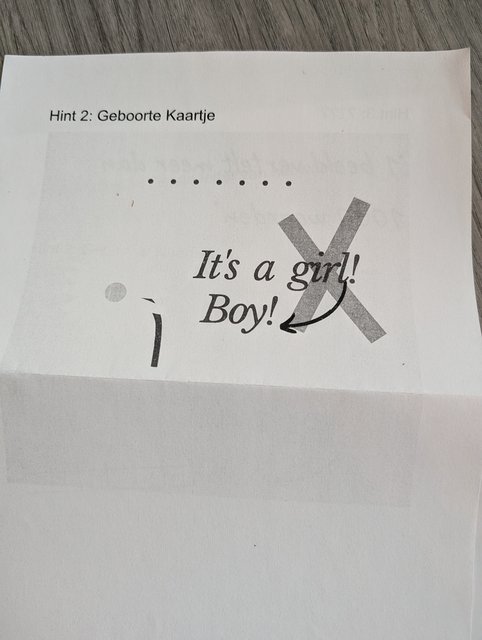 Hint 2: Geboorte Kaartje
It's a girl!
Boy!